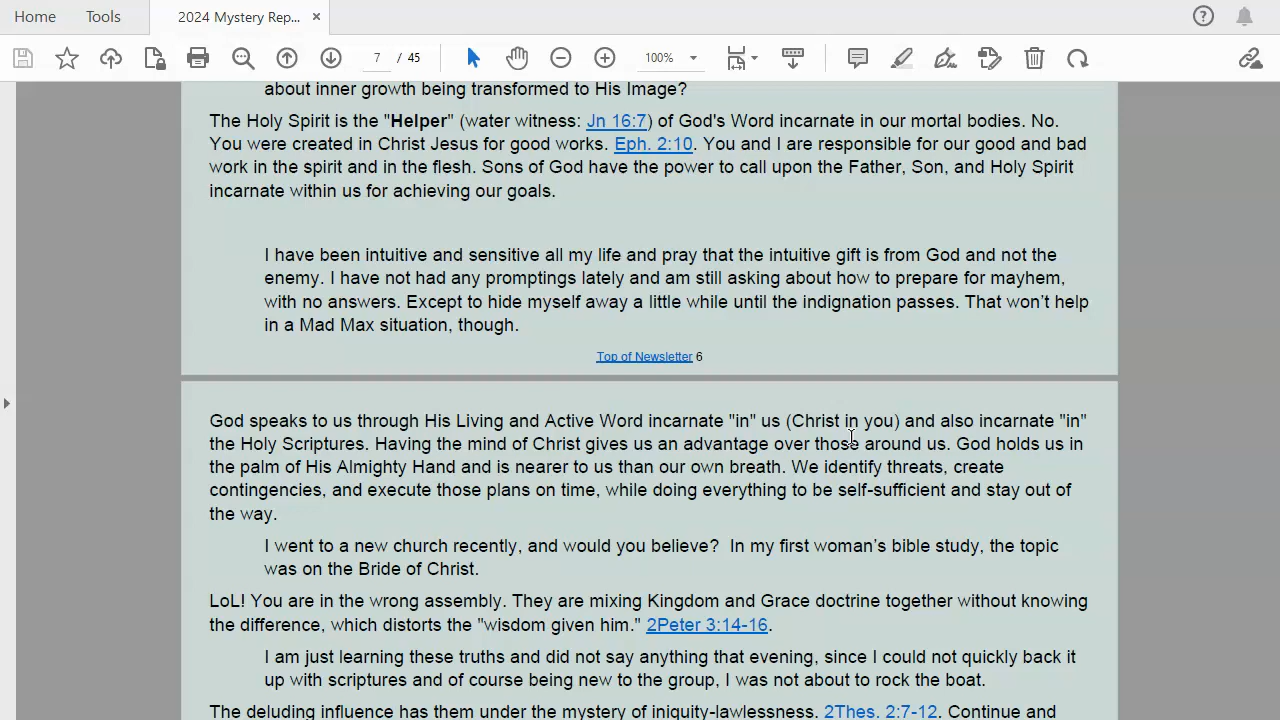 Home Tools 2024 Mystery Rep... ×
7 / 45 100%
about inner growth being transformed to His Image?
The Holy Spirit is the "Helper" (water witness: Jn 16:7) of God's Word incarnate in our mortal bodies. No.
You were created in Christ Jesus for good works. Eph. 2:10. You and I are responsible for our good and bad
work in the spirit and in the flesh. Sons of God have the power to call upon the Father, Son, and Holy Spirit
incarnate within us for achieving our goals.
I have been intuitive and sensitive all my life and pray that the intuitive gift is from God and not the
enemy. I have not had any promptings lately and am still asking about how to prepare for mayhem,
with no answers. Except to hide myself away a little while until the indignation passes. That won’t help
in a Mad Max situation, though.
Top of Newsletter 6
God speaks to us through His Living and Active Word incarnate "in" us (Christ in you) and also incarnate "in"
the Holy Scriptures. Having the mind of Christ gives us an advantage over those around us. God holds us in
the palm of His Almighty Hand and is nearer to us than our own breath. We identify threats, create
contingencies, and execute those plans on time, while doing everything to be self-sufficient and stay out of
the way.
I went to a new church recently, and would you believe?  In my first woman’s bible study, the topic
was on the Bride of Christ.
LoL! You are in the wrong assembly. They are mixing Kingdom and Grace doctrine together without knowing
the difference, which distorts the "wisdom given him." 2Peter 3:14-16.
I am just learning these truths and did not say anything that evening, since I could not quickly back it
up with scriptures and of course being new to the group, I was not about to rock the boat.
The deluding influence has them under the mystery of iniquity-lawlessness. 2Thes. 2:7-12. Continue and